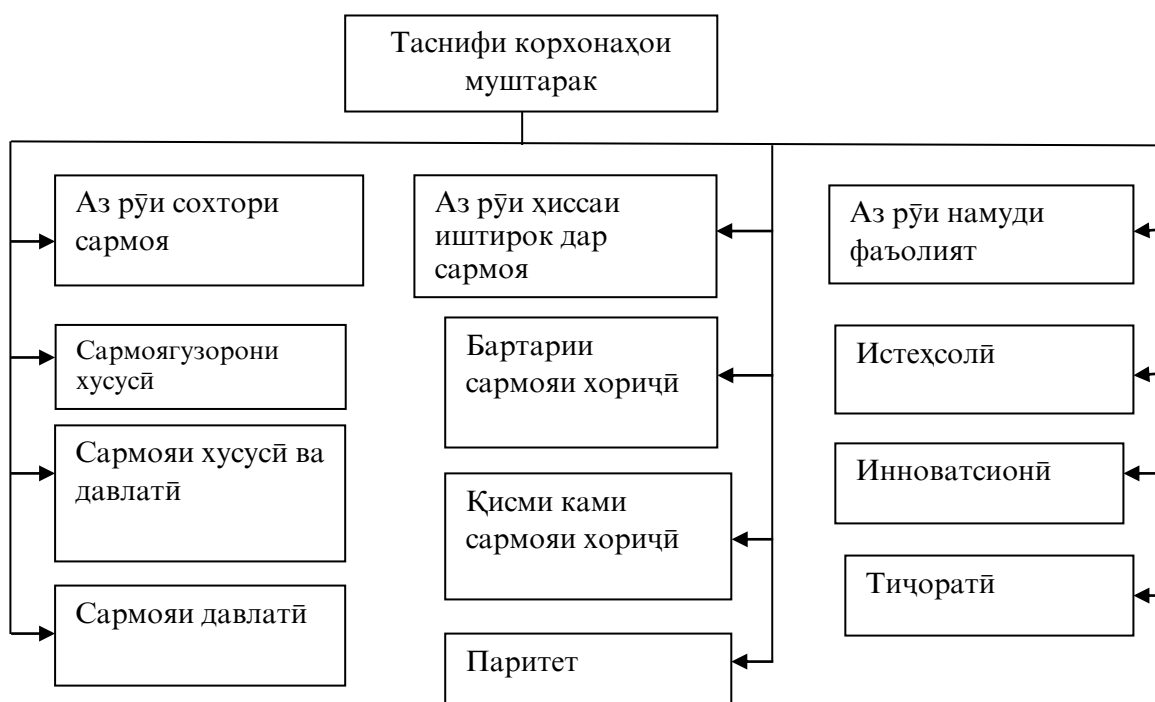 Таснифи корхонаҳои
муштарак
Аз рӯи сохтори
сармоя
Сармоягузорони
хусусӣ
Сармояи хусусӣ ва
давлатӣ
Сармояи давлатӣ
Аз рӯи ҳиссаи
иштирок дар
сармоя
Бартарии
сармояи хориҷӣ
Қисми ками
сармояи хориҷӣ
Паритет
Аз рӯи намуди
фаъолият
Истеҳсолӣ
Инноватсионӣ
Тиҷоратӣ